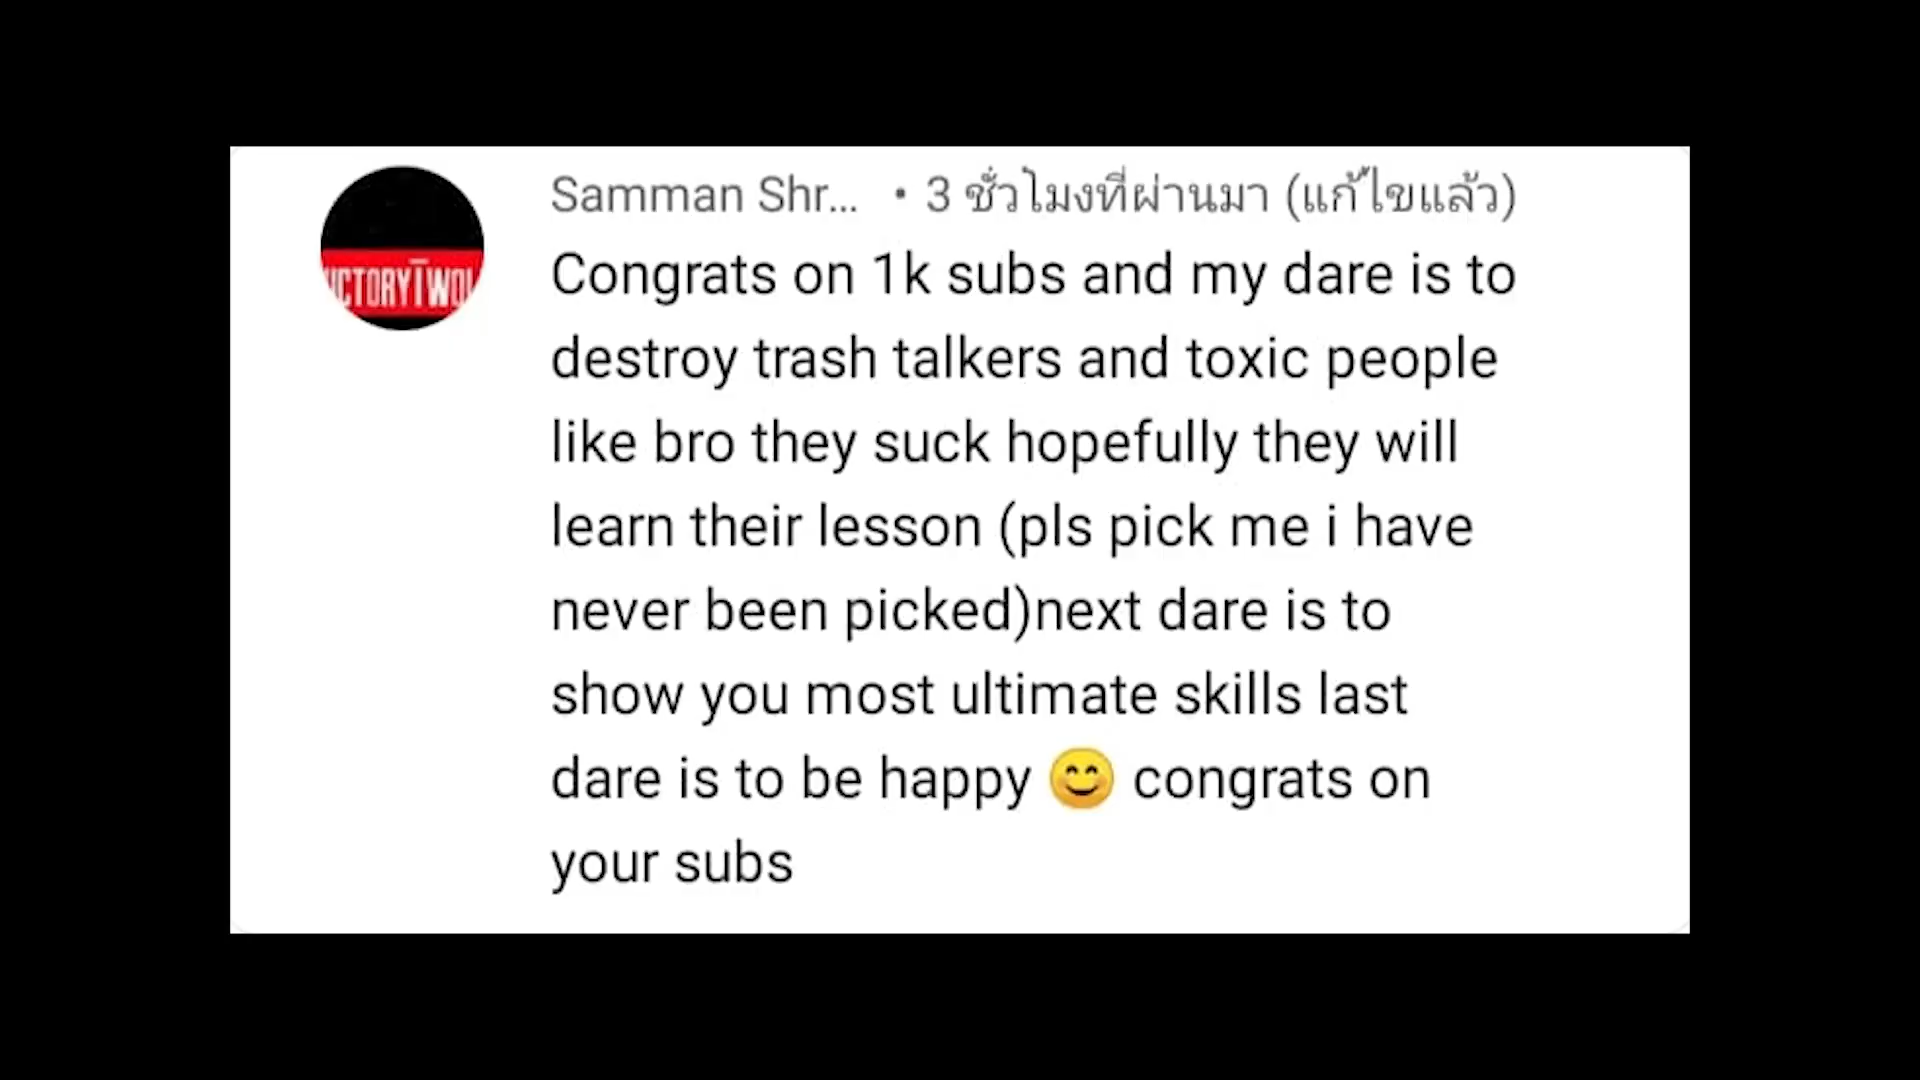 Samman Shr... • 3 ชั่วโมงที่ผ่านมา (แก้ไขแล้ว)
Congrats on 1k subs and my dare is to
destroy trash talkers and toxic people
like bro they suck hopefully they will
learn their lesson (pls pick me i have
never been picked)next dare is to
show you most ultimate skills last
dare is to be happy 😊 congrats on
your subs